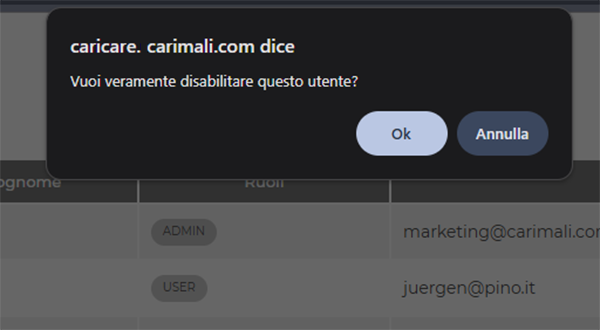 caricare. carimali.com dice
Vuoi veramente disabilitare questo utente?
Ok Annulla
ognome Ruoli
ADMIN marketing@carimali.com
USER juergen@pino.it